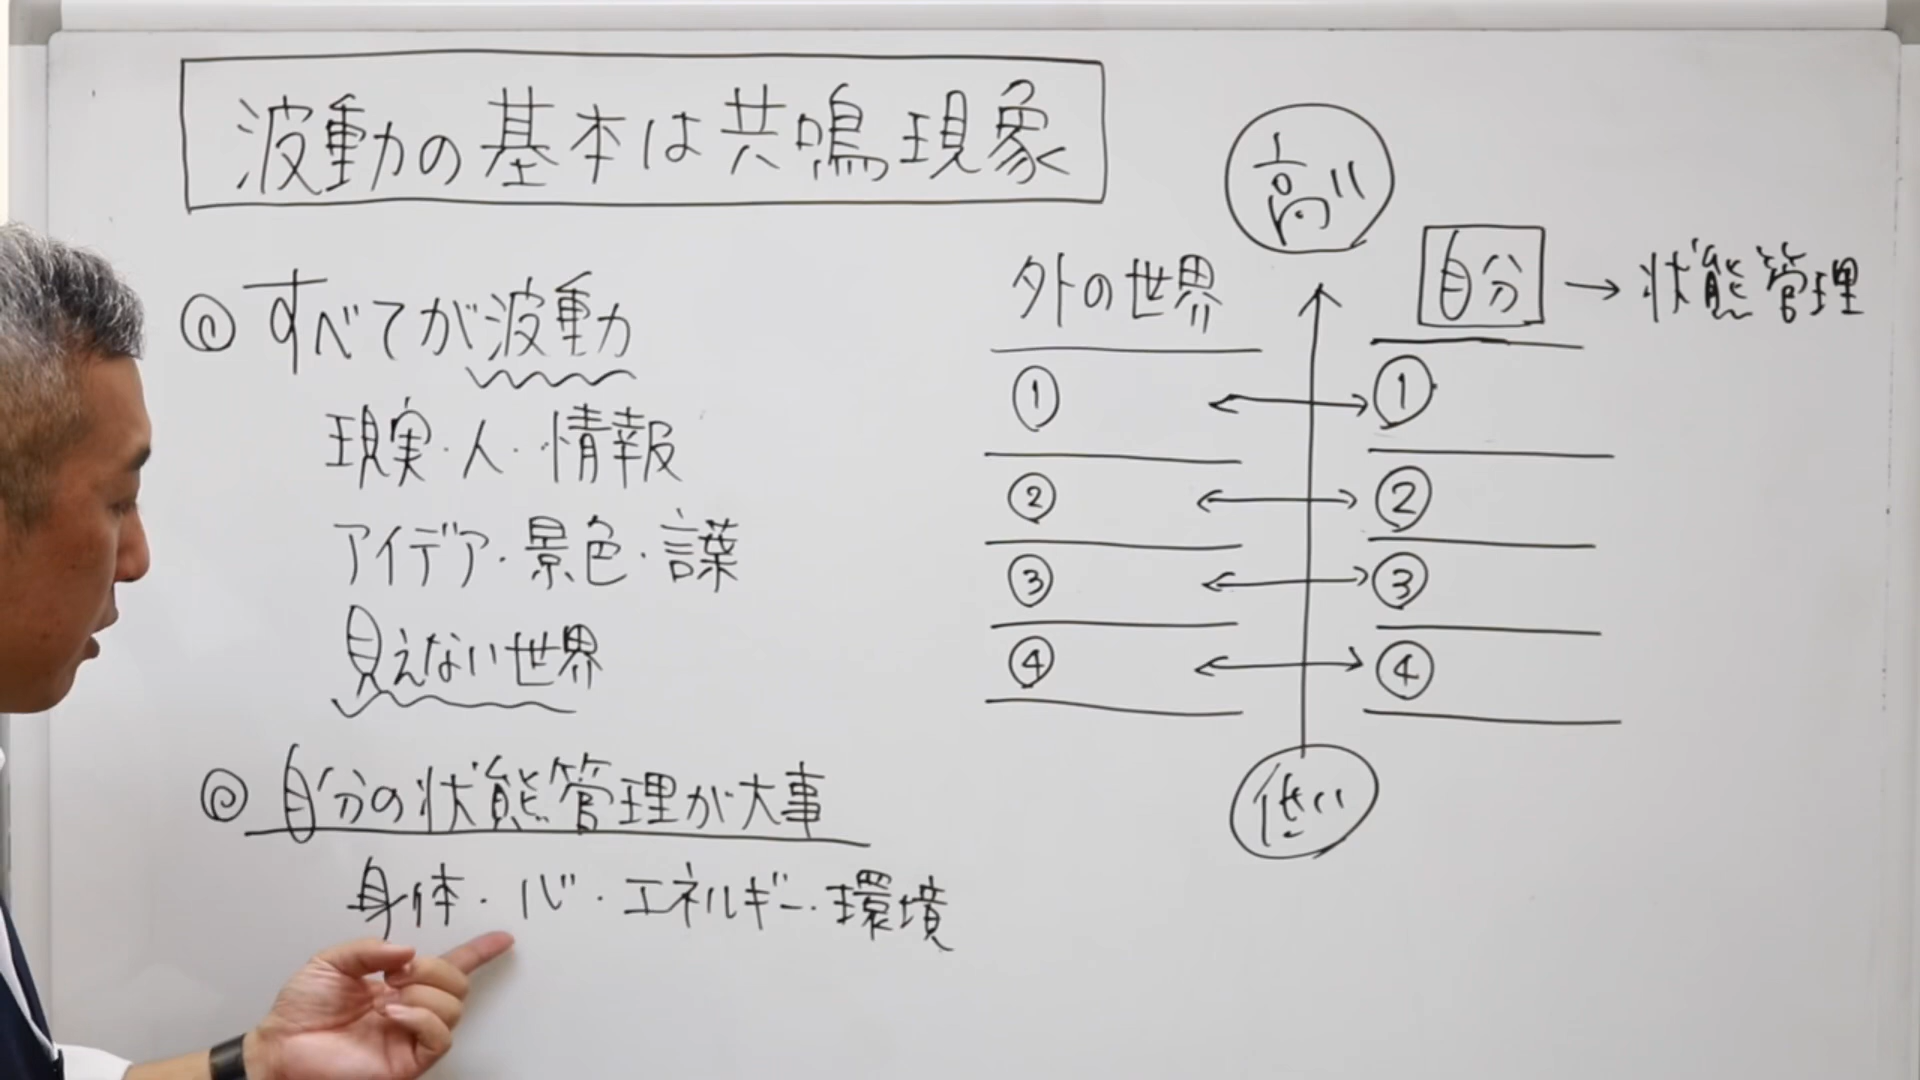 波動の基本は共鳴現象
◎ すべてが波動
現実・人・情報
アイデア・景色・言葉
見えない世界
◎ 自分の状態管理が大事
身体・心・エネルギー・環境
高い
外の世界
自分 → 状態管理
① ↔ ①
② ↔ ②
③ ↔ ③
④ ↔ ④
低い